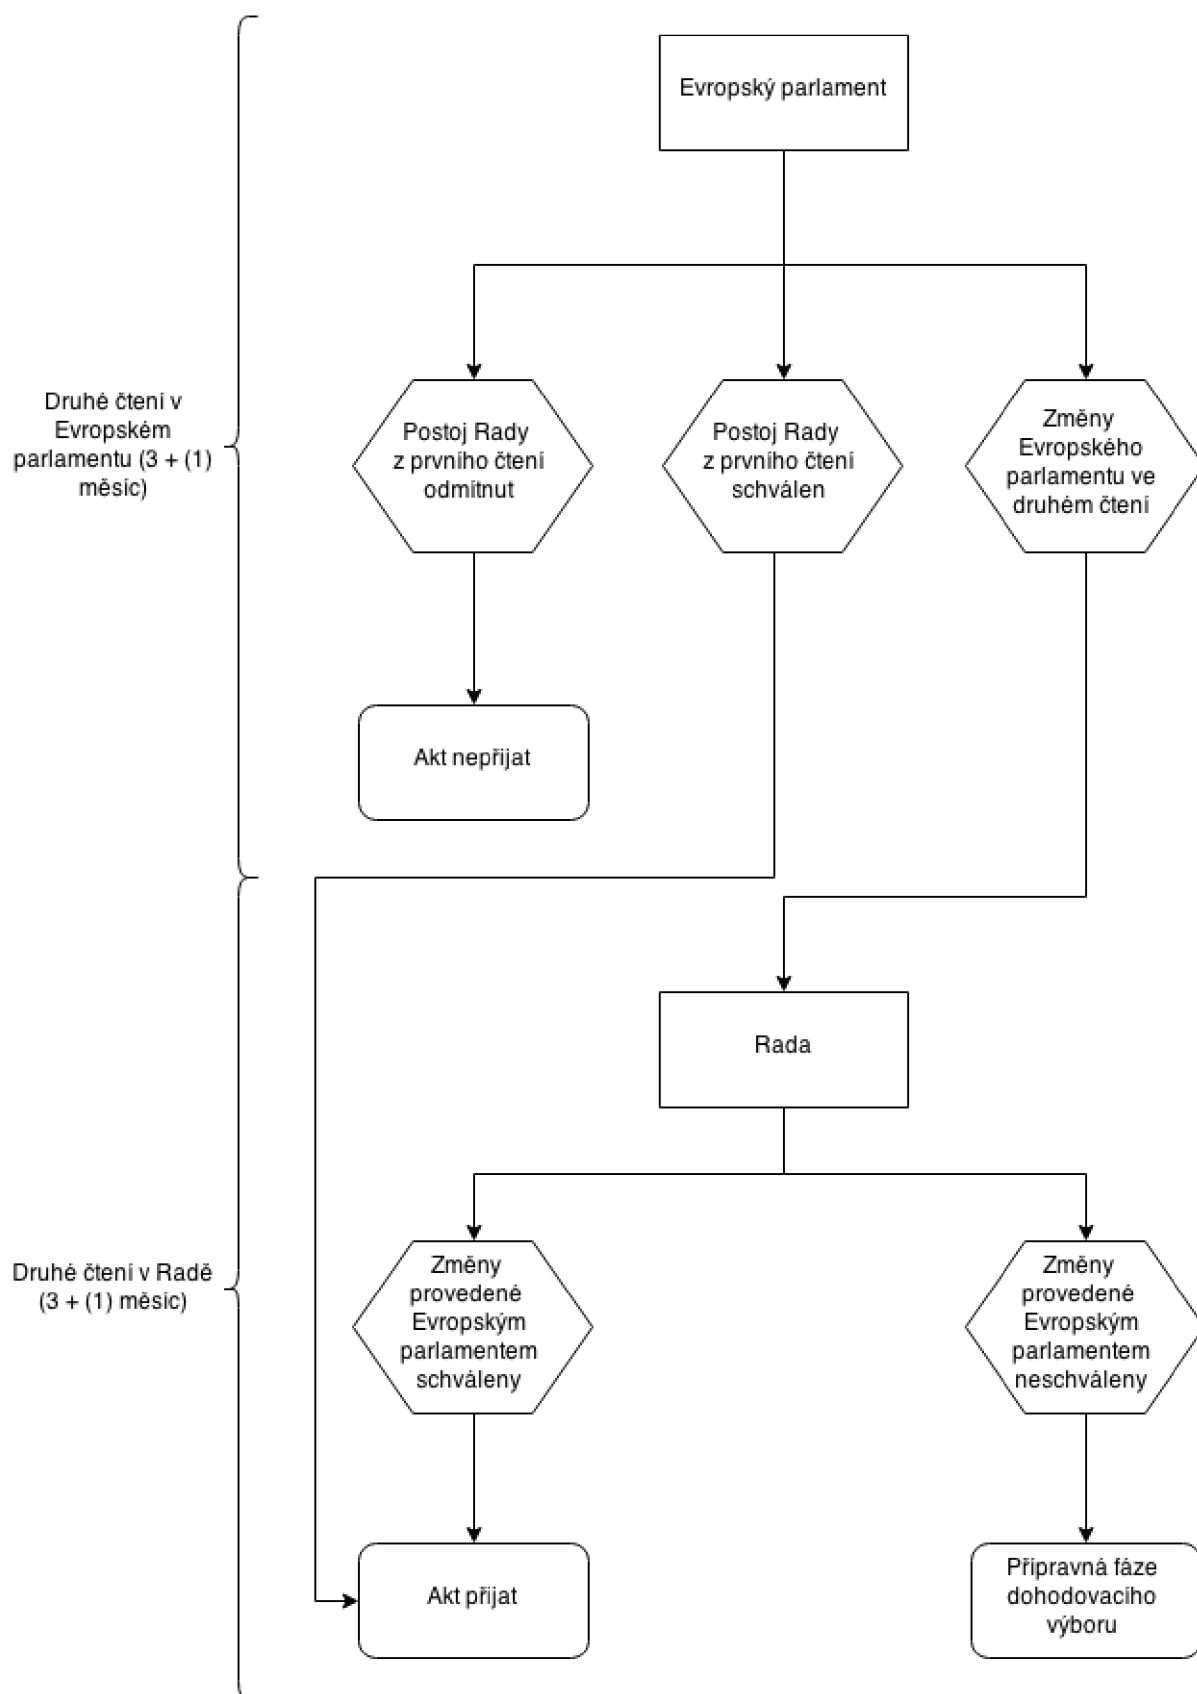 Evropský parlament
Druhé čtení v
Evropském
parlamentu (3 + (1)
měsíc)
Postoj Rady
z prvního čtení
odmítnut
Postoj Rady
z prvního čtení
schválen
Změny
Evropského
parlamentu ve
druhém čtení
Akt nepřijat
Rada
Druhé čtení v Radě
(3 + (1) měsíc)
Změny
provedené
Evropským
parlamentem
schváleny
Změny
provedené
Evropským
parlamentem
neschváleny
Akt přijat
Přípravná fáze
dohodovacího
výboru